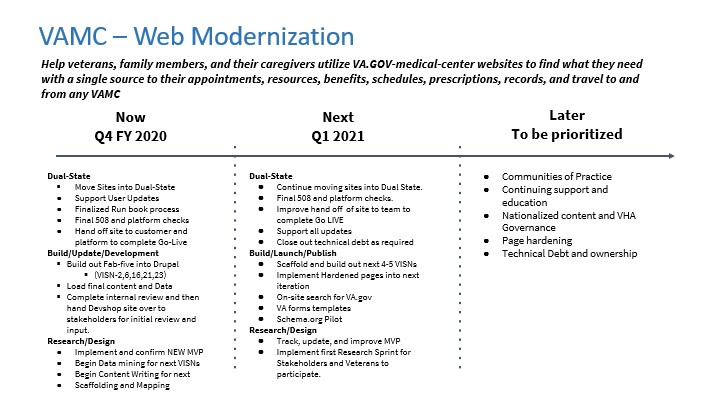 VAMC – Web Modernization
Help veterans, family members, and their caregivers utilize VA.GOV-medical-center websites to find what they need
with a single source to their appointments, resources, benefits, schedules, prescriptions, records, and travel to and
from any VAMC
Now
Q4 FY 2020
Dual-State
Move Sites into Dual-State
Support User Updates
Finalized Run book process
Final 508 and platform checks
Hand off site to customer and
platform to complete Go-Live
Build/Update/Development
Build out Fab-five into Drupal
(VISN-2,6,16,21,23)
Load final content and Data
Complete internal review and then
hand Devshop site over to
stakeholders for initial review and
input.
Research/Design
Implement and confirm NEW MVP
Begin Data mining for next VISNs
Begin Content Writing for next
Scaffolding and Mapping
Next
Q1 2021
Dual-State
Continue moving sites into Dual State.
Final 508 and platform checks.
Improve hand off of site to team to
complete Go LIVE
Support all updates
Close out technical debt as required
Build/Launch/Publish
Scaffold and build out next 4-5 VISNs
Implement Hardened pages into next
iteration
On-site search for VA.gov
VA forms templates
Schema.org Pilot
Research/Design
Track, update, and improve MVP
Implement first Research Sprint for
Stakeholders and Veterans to
participate.
Later
To be prioritized
Communities of Practice
Continuing support and
education
Nationalized content and VHA
Governance
Page hardening
Technical Debt and ownership